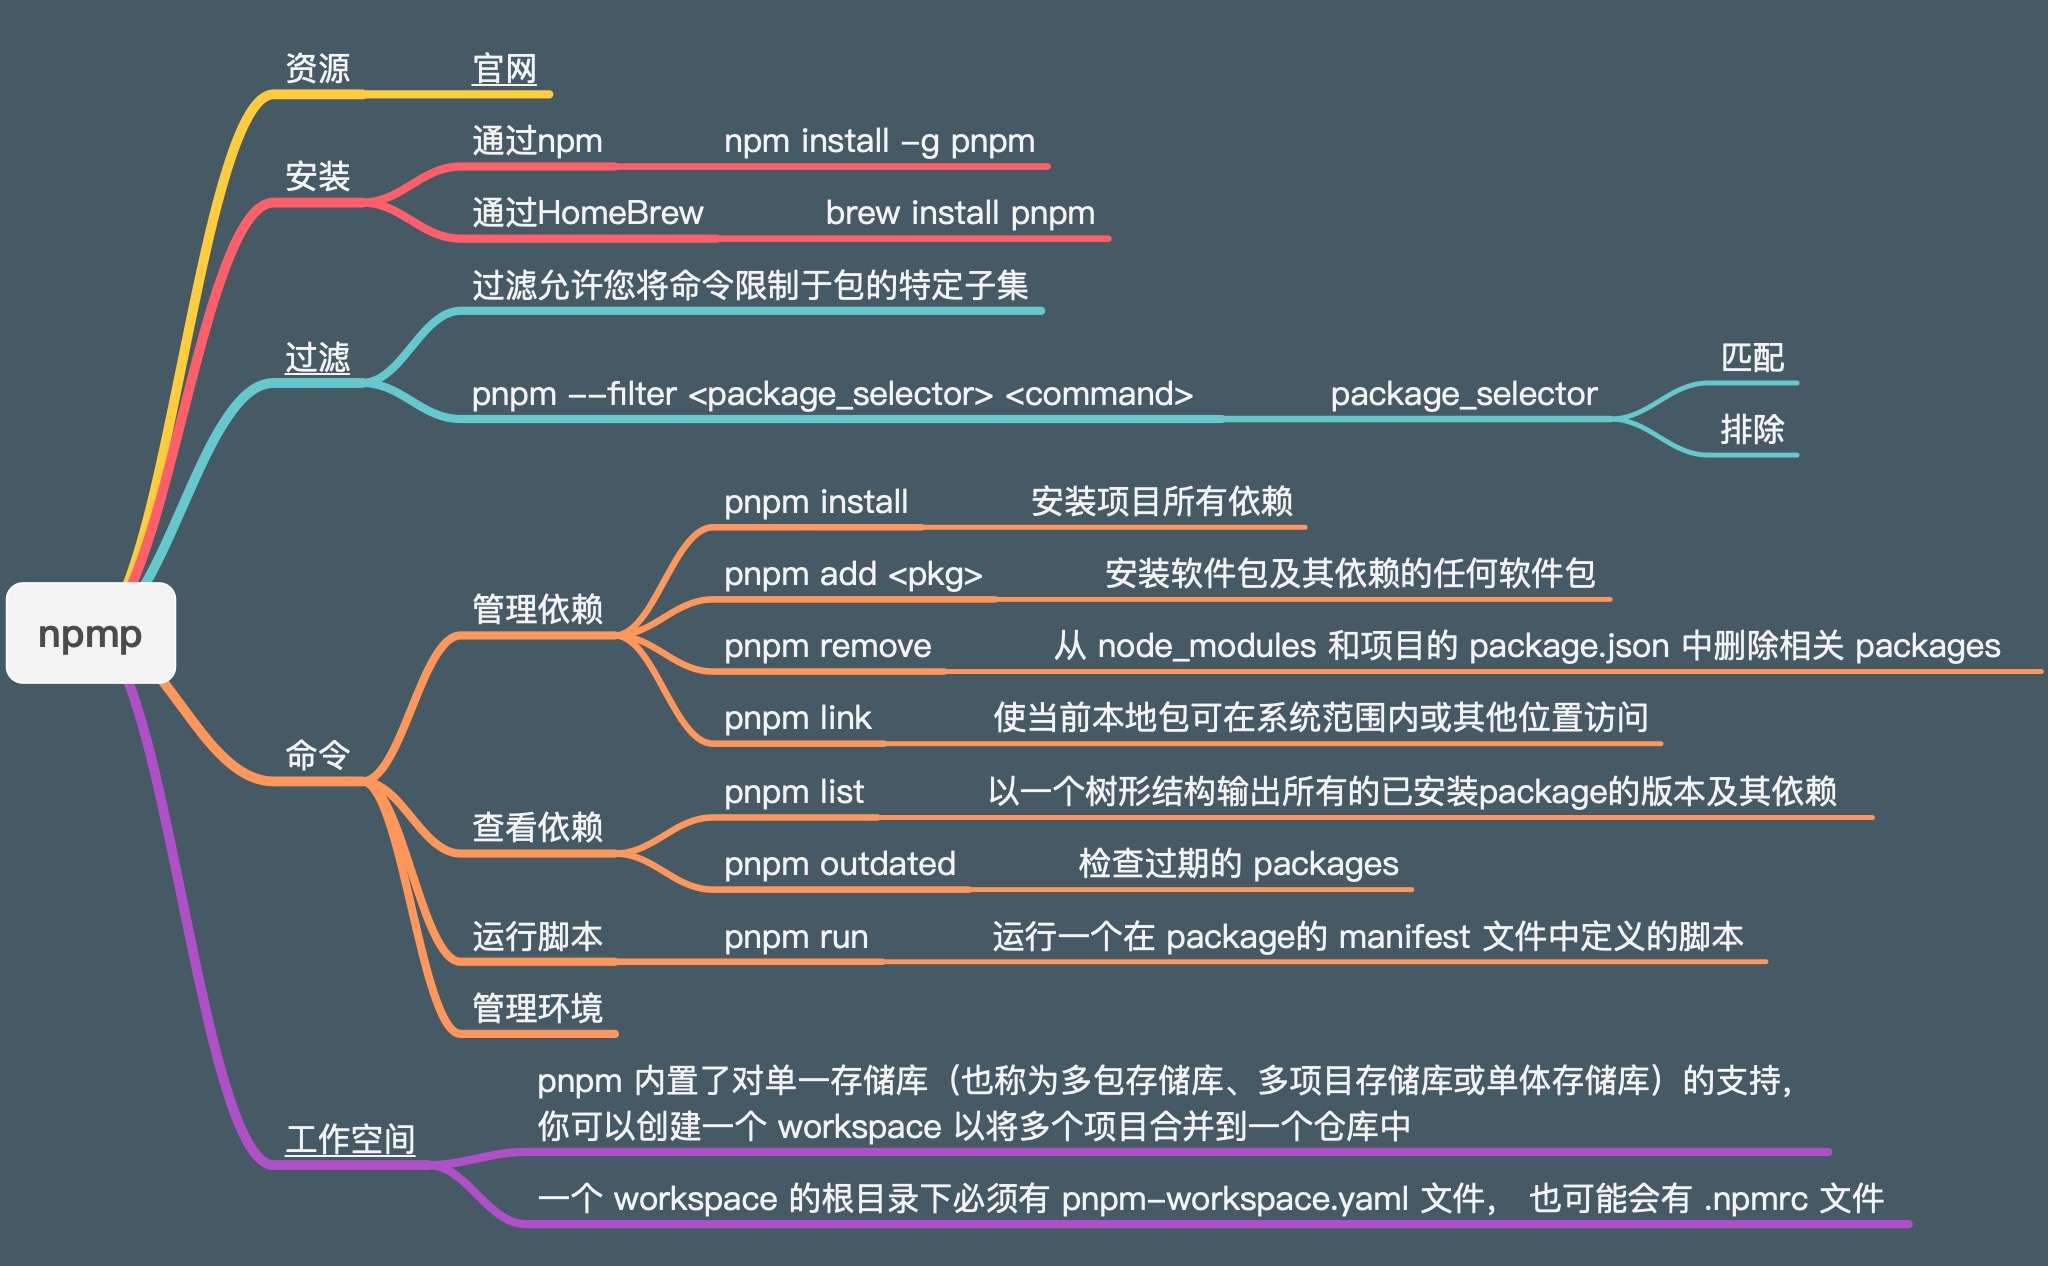 资源
官网
安装
通过npm
npm install -g pnpm
通过HomeBrew
brew install pnpm
过滤
过滤允许您将命令限制于包的特定子集
pnpm --filter <package_selector> <command>
package_selector
匹配
排除
npmp
命令
管理依赖
pnpm install
安装项目所有依赖
pnpm add <pkg>
安装软件包及其依赖的任何软件包
pnpm remove
从 node_modules 和项目的 package.json 中删除相关 packages
pnpm link
使当前本地包可在系统范围内或其他位置访问
查看依赖
pnpm list
以一个树形结构输出所有的已安装package的版本及其依赖
pnpm outdated
检查过期的 packages
运行脚本
pnpm run
运行一个在 package的 manifest 文件中定义的脚本
管理环境
工作空间
pnpm 内置了对单一存储库（也称为多包存储库、多项目存储库或单体存储库）的支持，
你可以创建一个 workspace 以将多个项目合并到一个仓库中
一个 workspace 的根目录下必须有 pnpm-workspace.yaml 文件， 也可能会有 .npmrc 文件